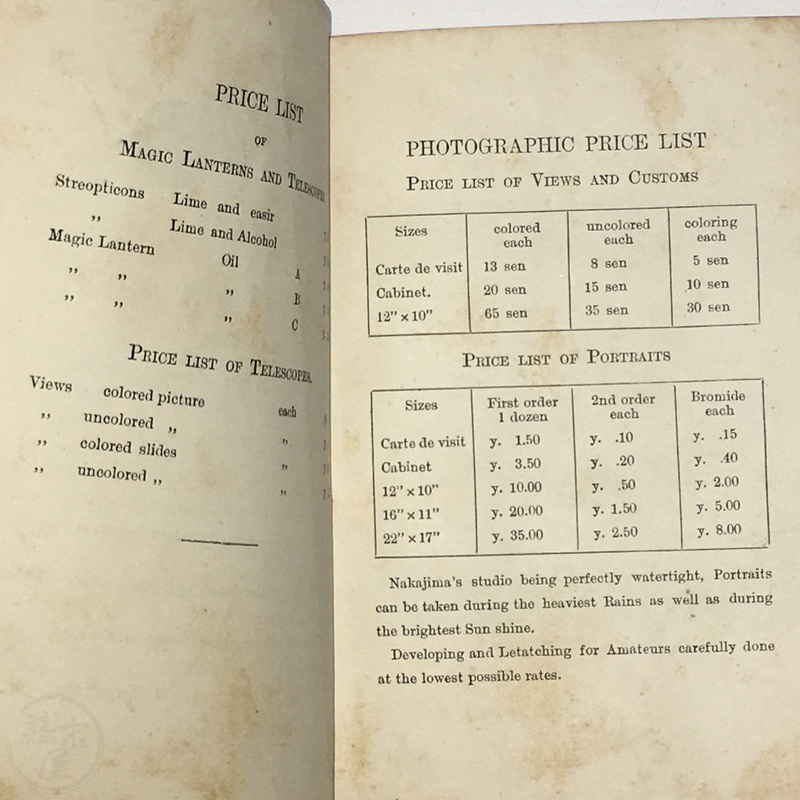 PRICE LIST
OF
MAGIC LANTERNS AND TELESCOPES
Streopticons Lime and easir
,, Lime and Alcohol
Magic Lantern Oil A
,, ,, ,, B
,, ,, ,, C
PRICE LIST OF TELESCOPES,
Views colored picture each
,, uncolored ,, ,,
,, colored slides ,,
,, uncolored ,, ,,
PHOTOGRAPHIC PRICE LIST
PRICE LIST OF VIEWS AND CUSTOMS
Sizes colored each uncolored each coloring each
Carte de visit 13 sen 8 sen 5 sen
Cabinet. 20 sen 15 sen 10 sen
12" x 10" 65 sen 35 sen 30 sen
PRICE LIST OF PORTRAITS
Sizes First order 1 dozen 2nd order each Bromide each
Carte de visit y. 1.50 y. .10 y. .15
Cabinet y. 3.50 y. .20 y. .40
12" x 10" y. 10.00 y. .50 y. 2.00
16" x 11" y. 20.00 y. 1.50 y. 5.00
22" x 17" y. 35.00 y. 2.50 y. 8.00
Nakajima's studio being perfectly watertight, Portraits
can be taken during the heaviest Rains as well as during
the brightest Sun shine.
Developing and Letatching for Amateurs carefully done
at the lowest possible rates.
幕末屋